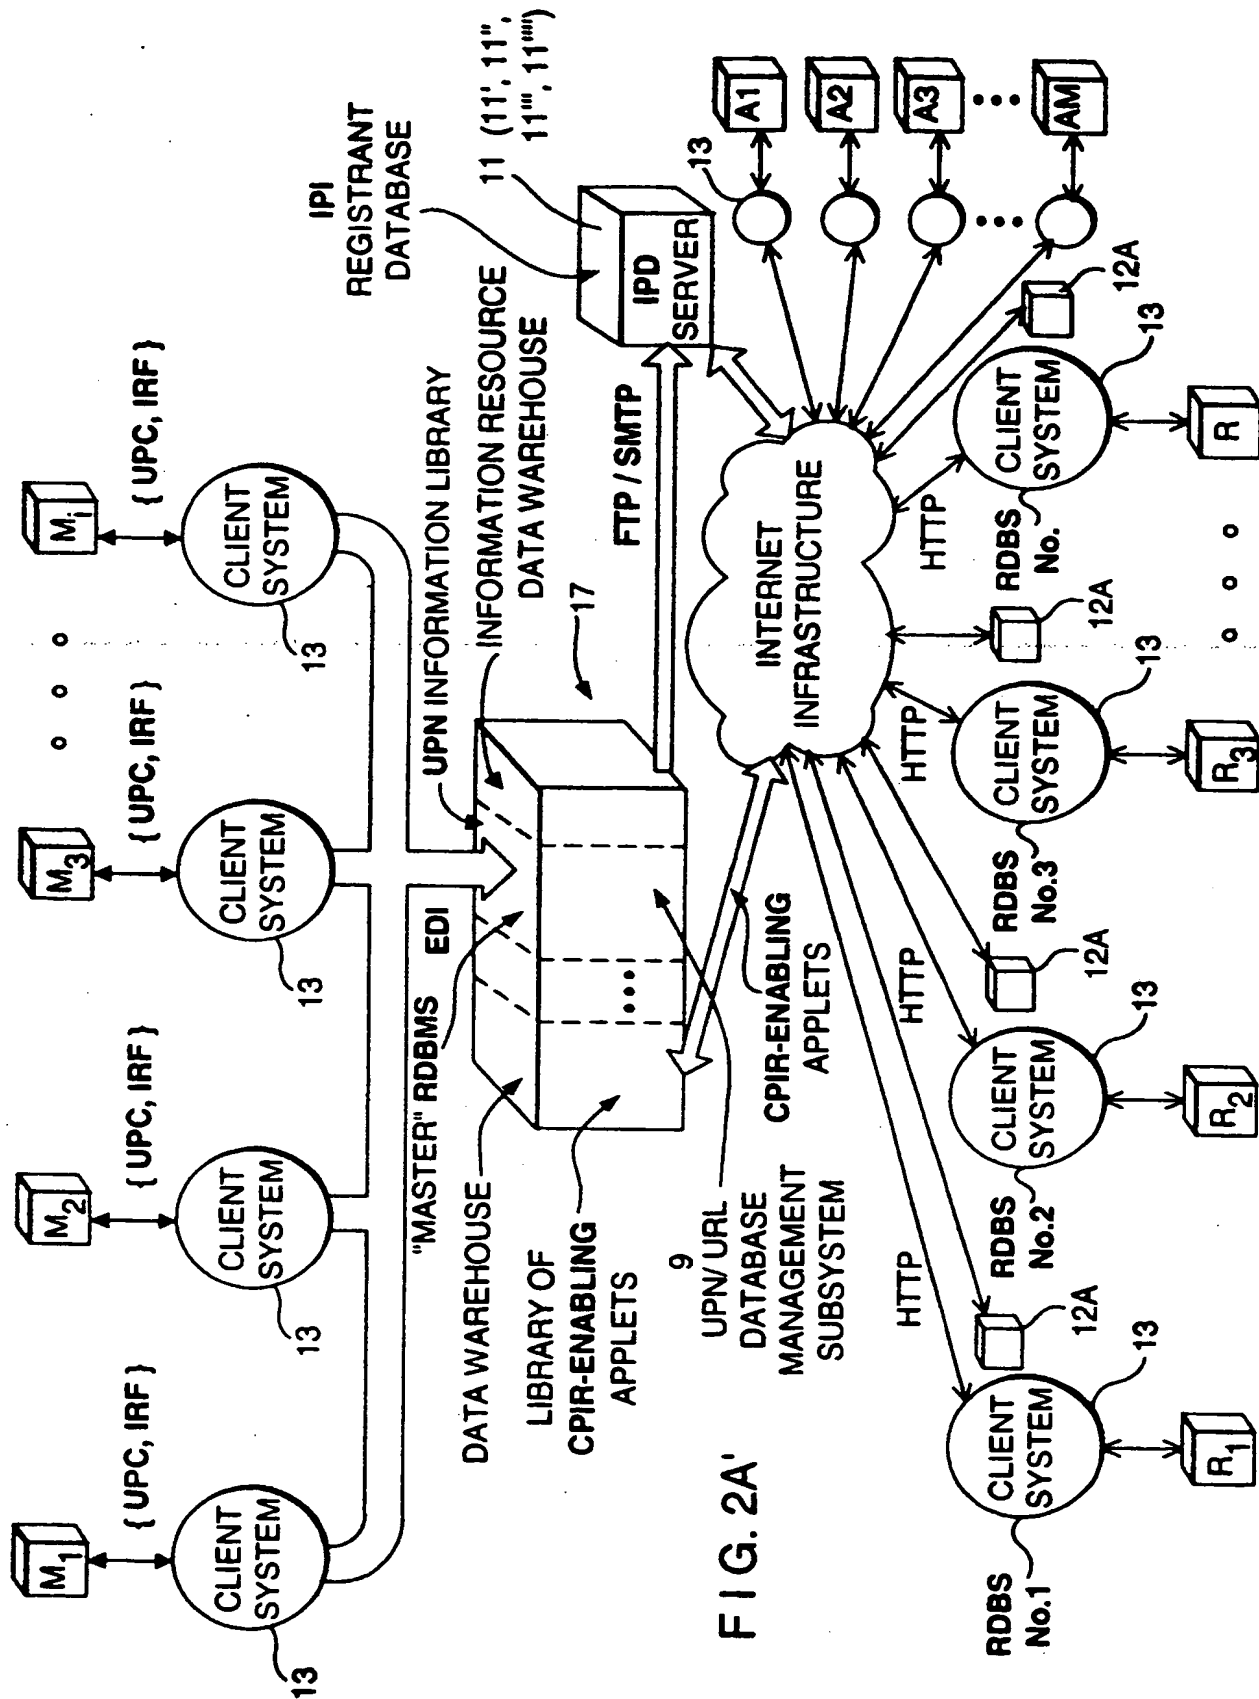 M1
M2
M3
Mi
{ UPC, IRF }
{ UPC, IRF }
{ UPC, IRF }
{ UPC, IRF }
CLIENT
SYSTEM
13
CLIENT
SYSTEM
13
CLIENT
SYSTEM
13
CLIENT
SYSTEM
13
EDI
"MASTER" RDBMS
DATA WAREHOUSE
LIBRARY OF
CPIR-ENABLING
APPLETS
UPN INFORMATION LIBRARY
INFORMATION RESOURCE
DATA WAREHOUSE
17
IPI
REGISTRANT
DATABASE
11 (11', 11",
11''', 11'''')
IPD
SERVER
FTP / SMTP
9
UPN/ URL
DATABASE
MANAGEMENT
SUBSYSTEM
CPIR-ENABLING
APPLETS
INTERNET
INFRASTRUCTURE
13
A1
A2
A3
AM
HTTP
HTTP
HTTP
HTTP
12A
12A
12A
12A
RDBS
No.1
CLIENT
SYSTEM
13
RDBS
No.2
CLIENT
SYSTEM
13
RDBS
No.3
CLIENT
SYSTEM
13
RDBS
No.
CLIENT
SYSTEM
13
R1
R2
R3
R
FIG. 2A'